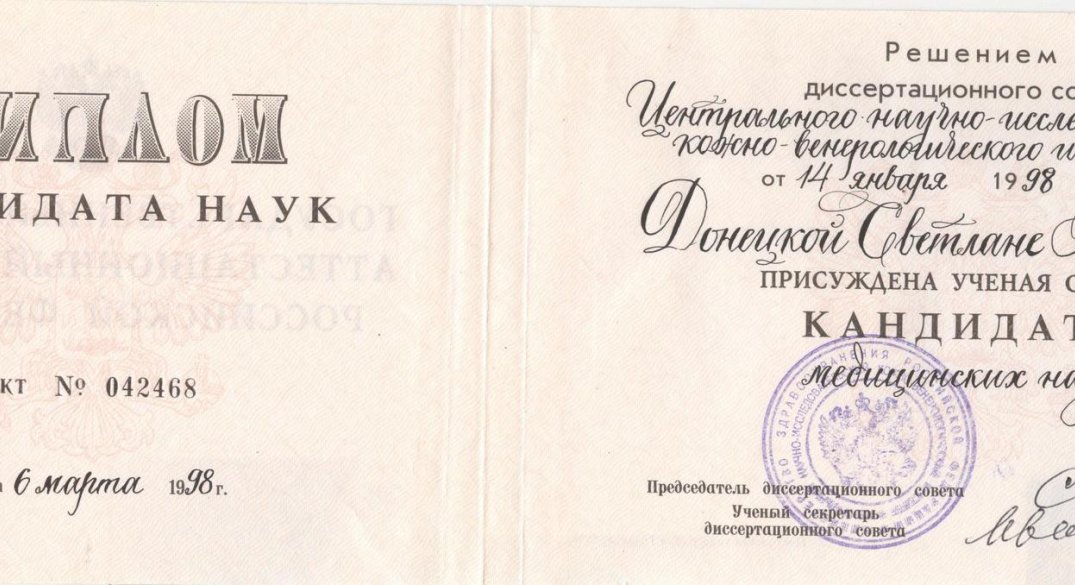 ИПЛОМ
ИДАТА НАУК
КТ № 042468
6 марта 1998 г.
Решением
диссертационного со
Центрального научно-иссле
кожно-венерологического и
от 14 января 1998
Донецкой Светлане
ПРИСУЖДЕНА УЧЕНАЯ С
КАНДИДАТ
медицинских на
Председатель диссертационного совета
Ученый секретарь
диссертационного совета